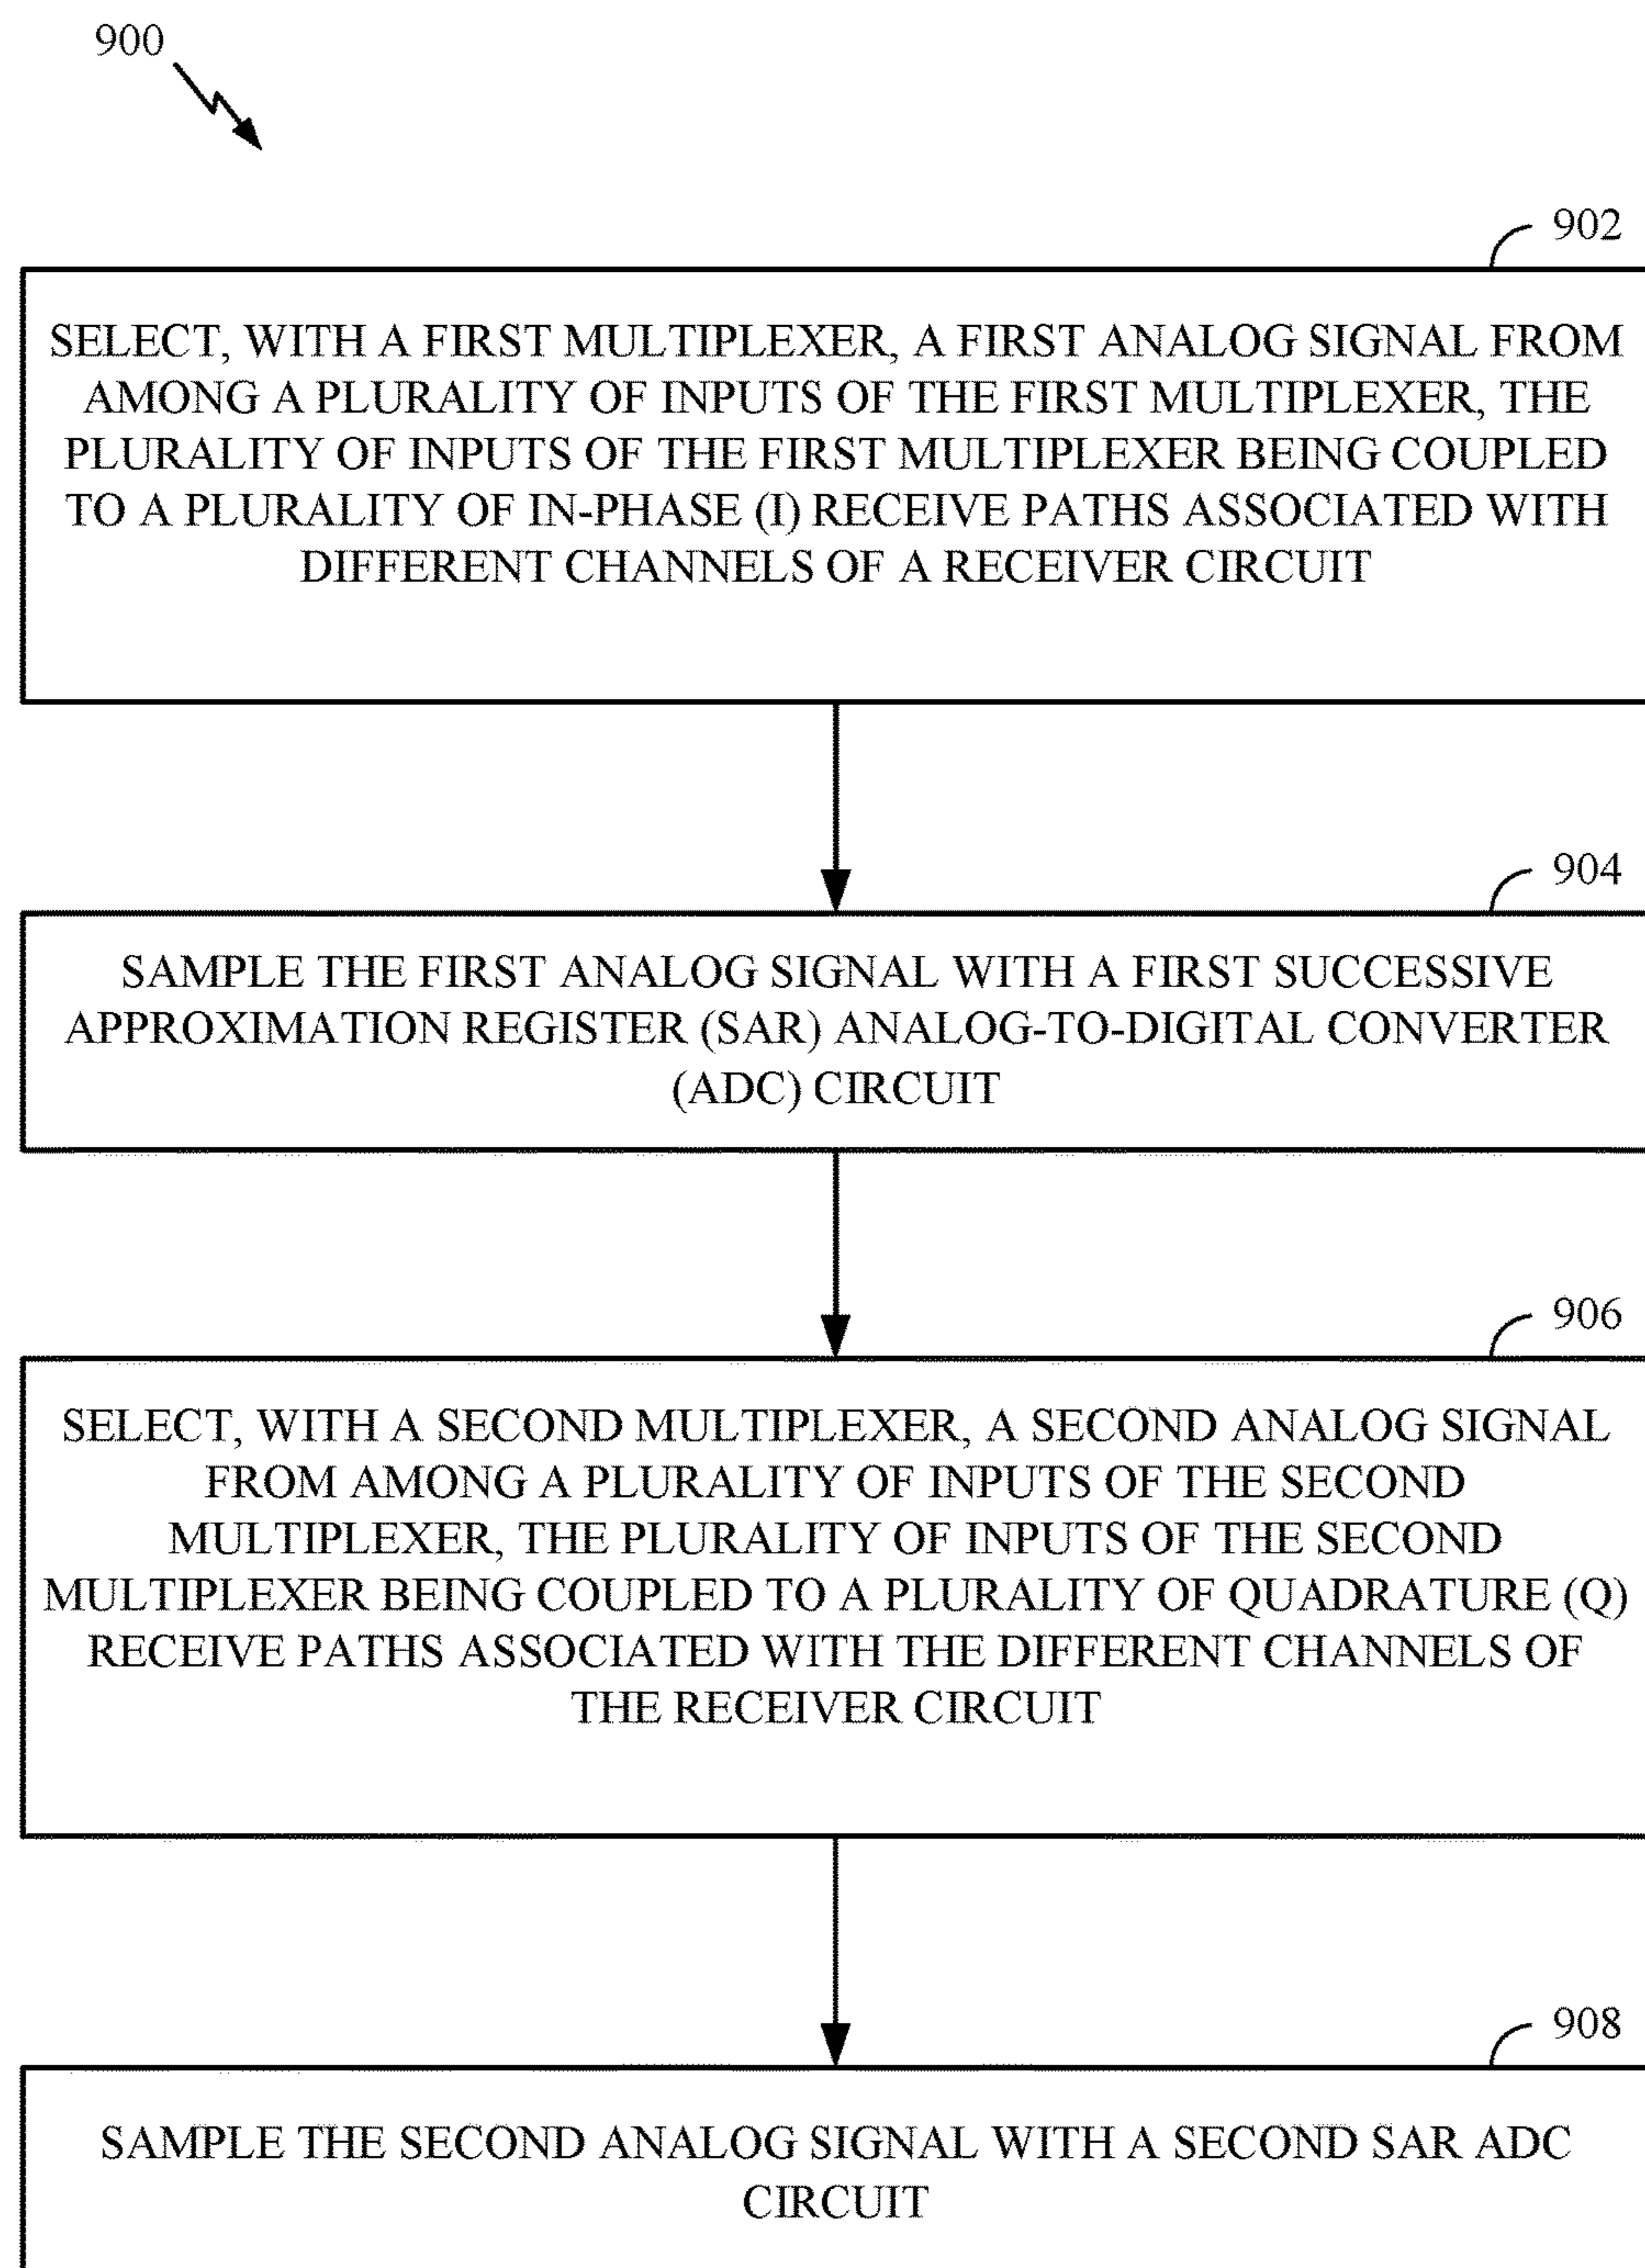 900
902
SELECT, WITH A FIRST MULTIPLEXER, A FIRST ANALOG SIGNAL FROM
AMONG A PLURALITY OF INPUTS OF THE FIRST MULTIPLEXER, THE
PLURALITY OF INPUTS OF THE FIRST MULTIPLEXER BEING COUPLED
TO A PLURALITY OF IN-PHASE (I) RECEIVE PATHS ASSOCIATED WITH
DIFFERENT CHANNELS OF A RECEIVER CIRCUIT
904
SAMPLE THE FIRST ANALOG SIGNAL WITH A FIRST SUCCESSIVE
APPROXIMATION REGISTER (SAR) ANALOG-TO-DIGITAL CONVERTER
(ADC) CIRCUIT
906
SELECT, WITH A SECOND MULTIPLEXER, A SECOND ANALOG SIGNAL
FROM AMONG A PLURALITY OF INPUTS OF THE SECOND
MULTIPLEXER, THE PLURALITY OF INPUTS OF THE SECOND
MULTIPLEXER BEING COUPLED TO A PLURALITY OF QUADRATURE (Q)
RECEIVE PATHS ASSOCIATED WITH THE DIFFERENT CHANNELS OF
THE RECEIVER CIRCUIT
908
SAMPLE THE SECOND ANALOG SIGNAL WITH A SECOND SAR ADC
CIRCUIT